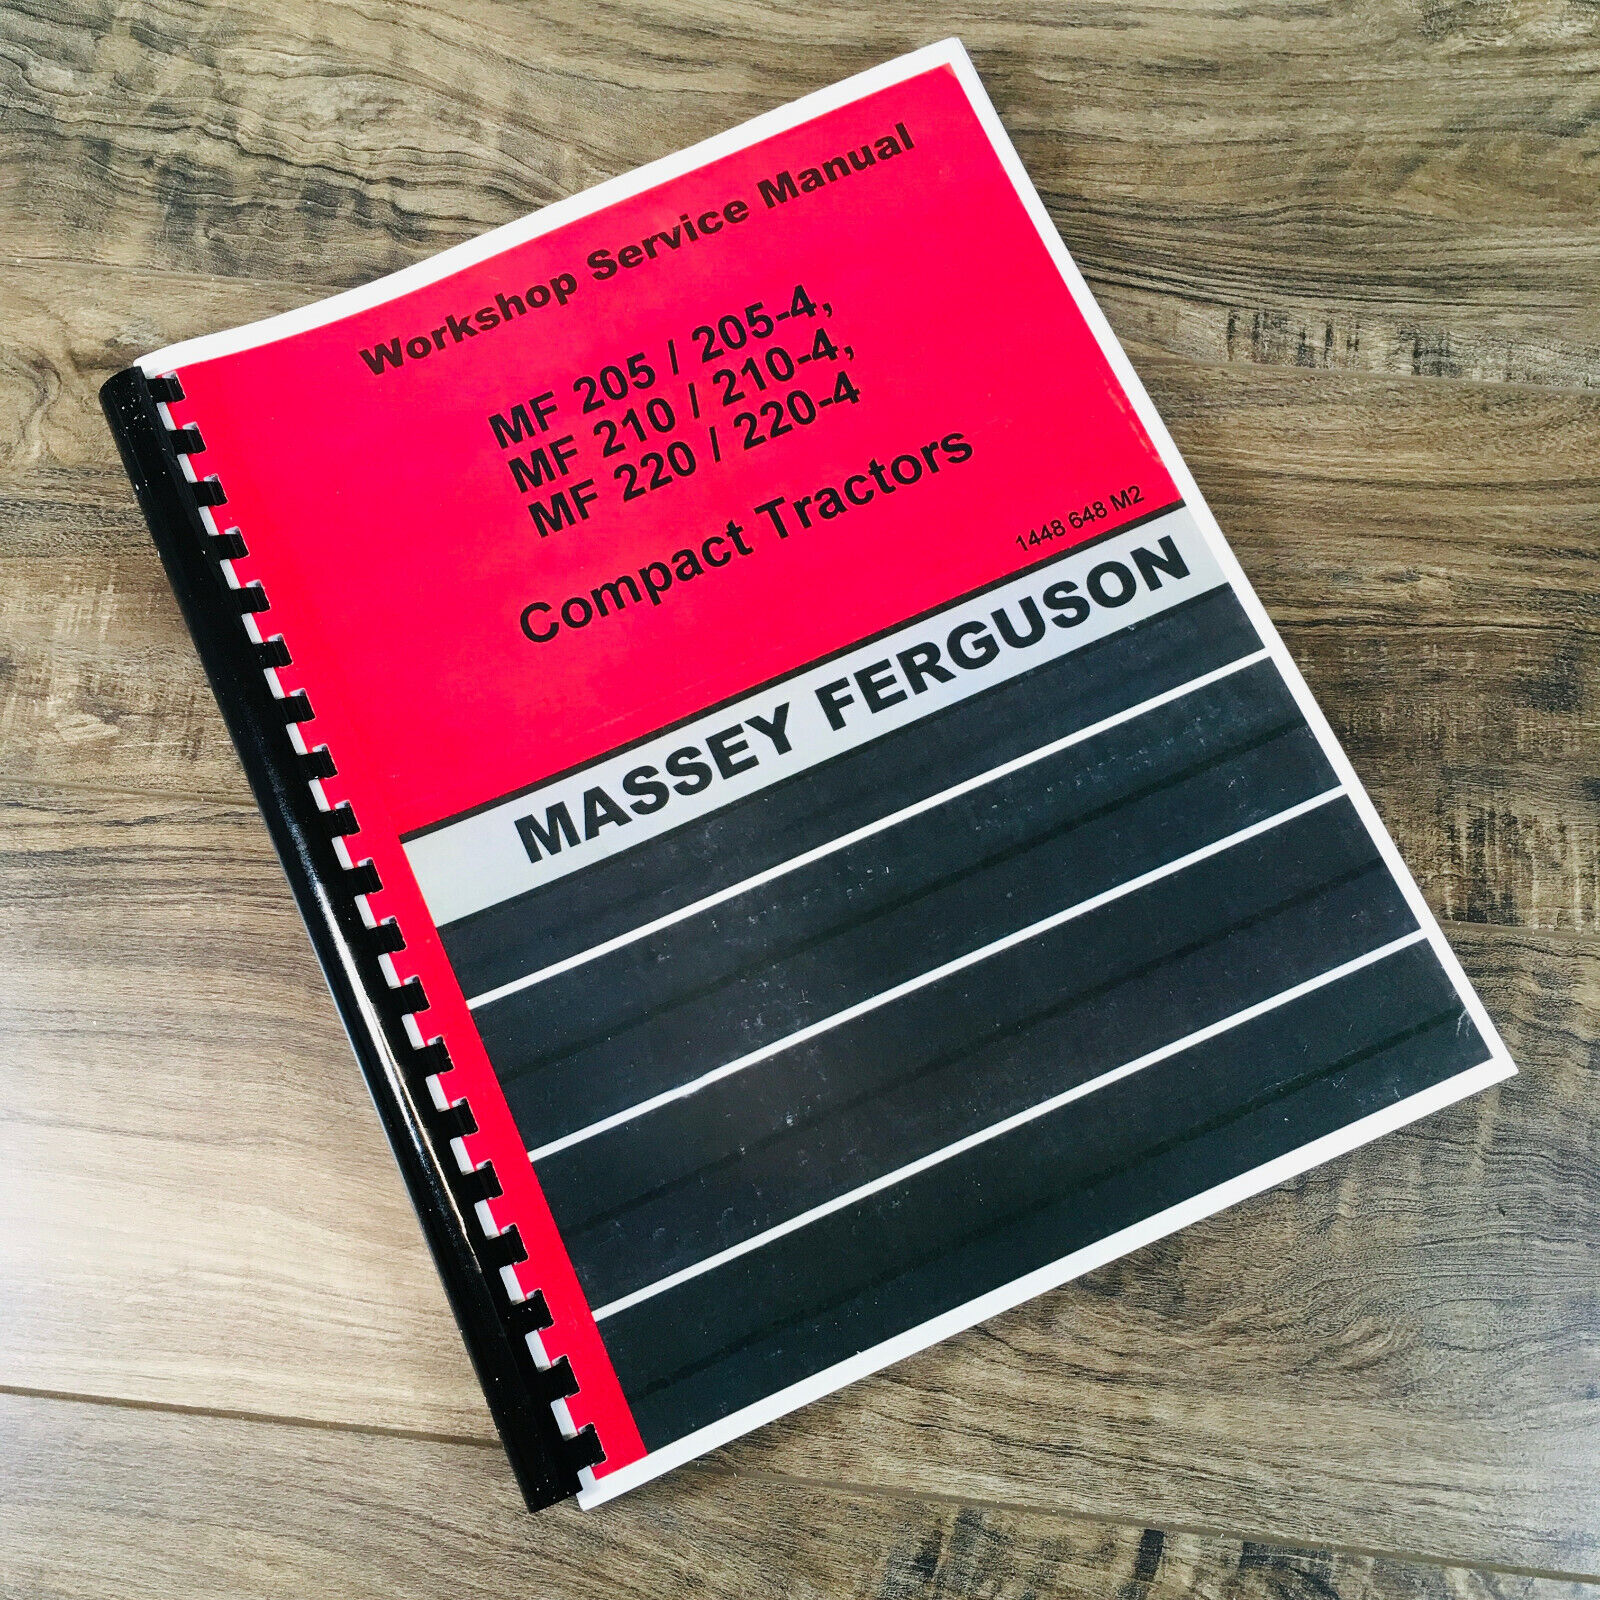 Workshop Service Manual
MF 205 / 205-4,
MF 210 / 210-4,
MF 220 / 220-4
Compact Tractors
1448 648 M2
MASSEY FERGUSON